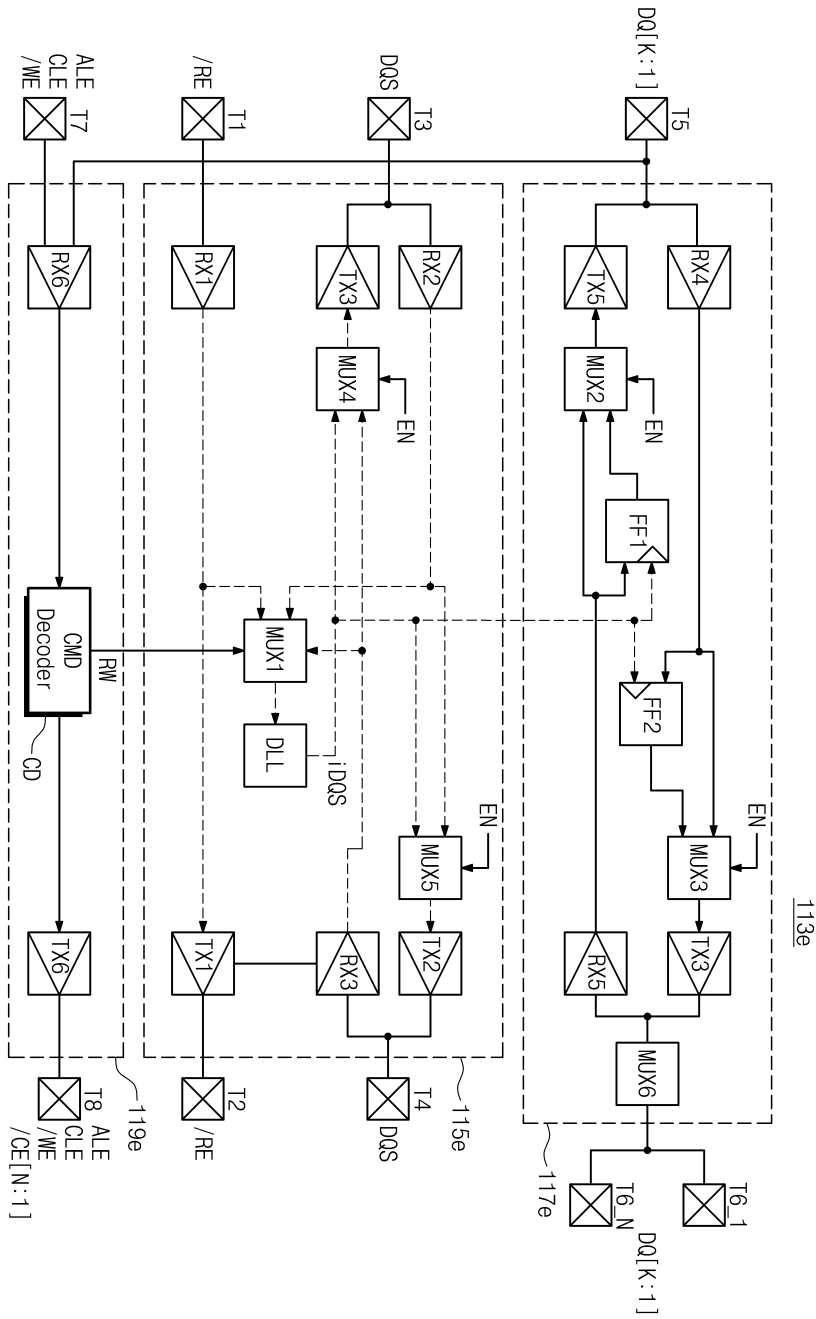 113e
DQ[K:1]
T5
RX4
TX5
MUX2
EN
FF1
FF2
EN
MUX3
TX3
RX5
MUX6
T6_1
T6_N
DQ[K:1]
117e
DQS
T3
RX2
TX3
MUX4
EN
/RE
T1
RX1
MUX1
DLL
iDQS
EN
MUX5
TX2
RX3
TX1
T4
DQS
T2
/RE
115e
ALE
CLE
/WE
T7
RX6
CMD
Decoder
RW
CD
TX6
T8
ALE
CLE
/WE
/CE[N:1]
119e